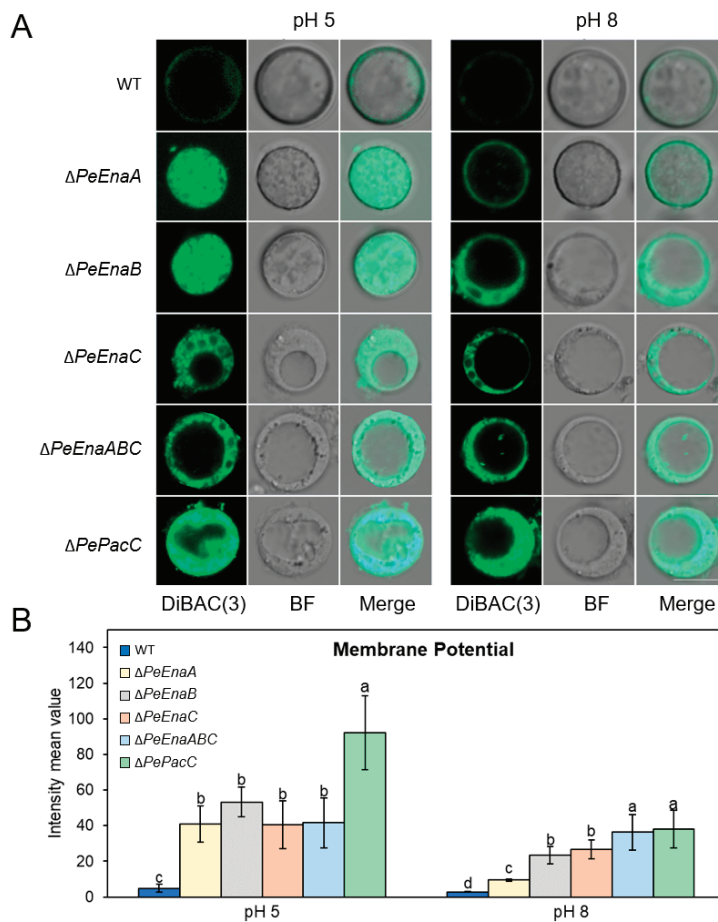 A
pH 5
pH 8
WT
ΔPeEnaA
ΔPeEnaB
ΔPeEnaC
ΔPeEnaABC
ΔPePacC
DiBAC(3) BF Merge DiBAC(3) BF Merge
B
Membrane Potential
Intensity mean value
140
120
100
80
60
40
20
0
WT
ΔPeEnaA
ΔPeEnaB
ΔPeEnaC
ΔPeEnaABC
ΔPePacC
c b b b b a
d c b b a a
pH 5 pH 8